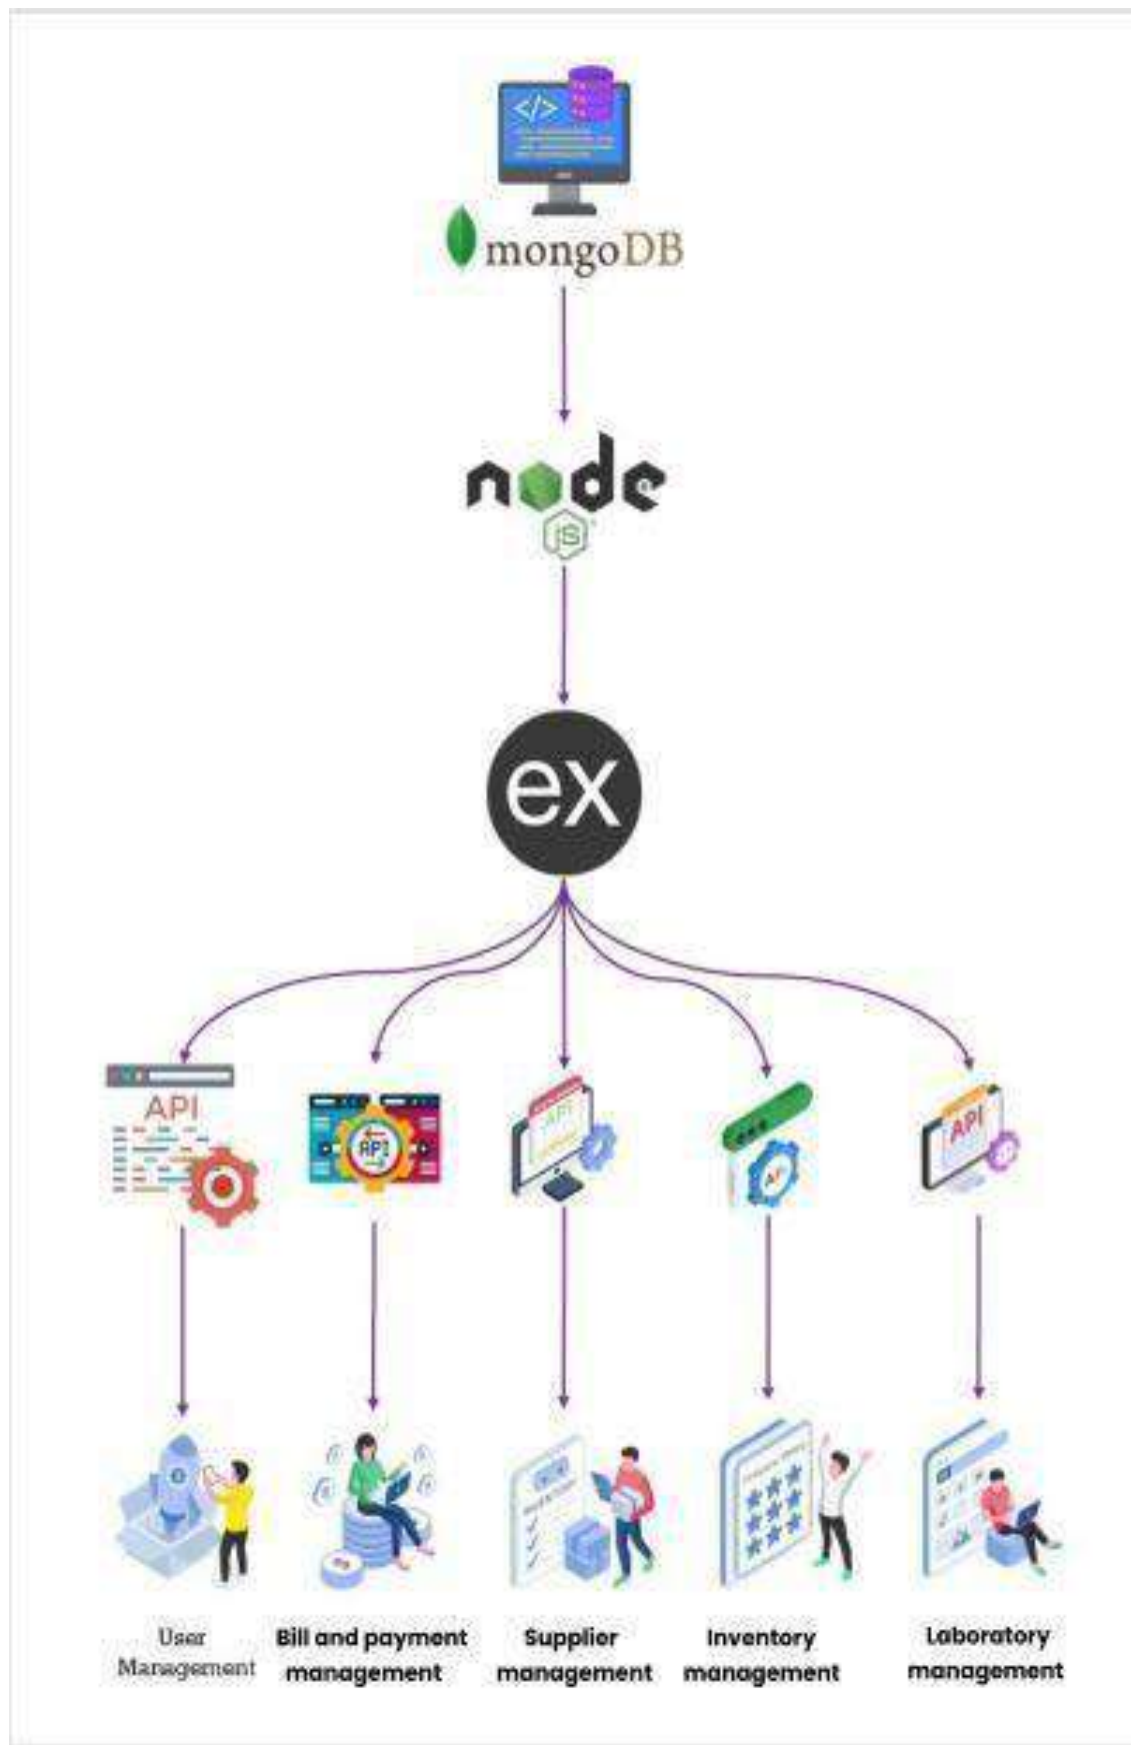 </>
mongoDB
node
js
ex
API
API
API
API
API
User
Management
Bill and payment
management
Supplier
management
Inventory
management
Laboratory
management